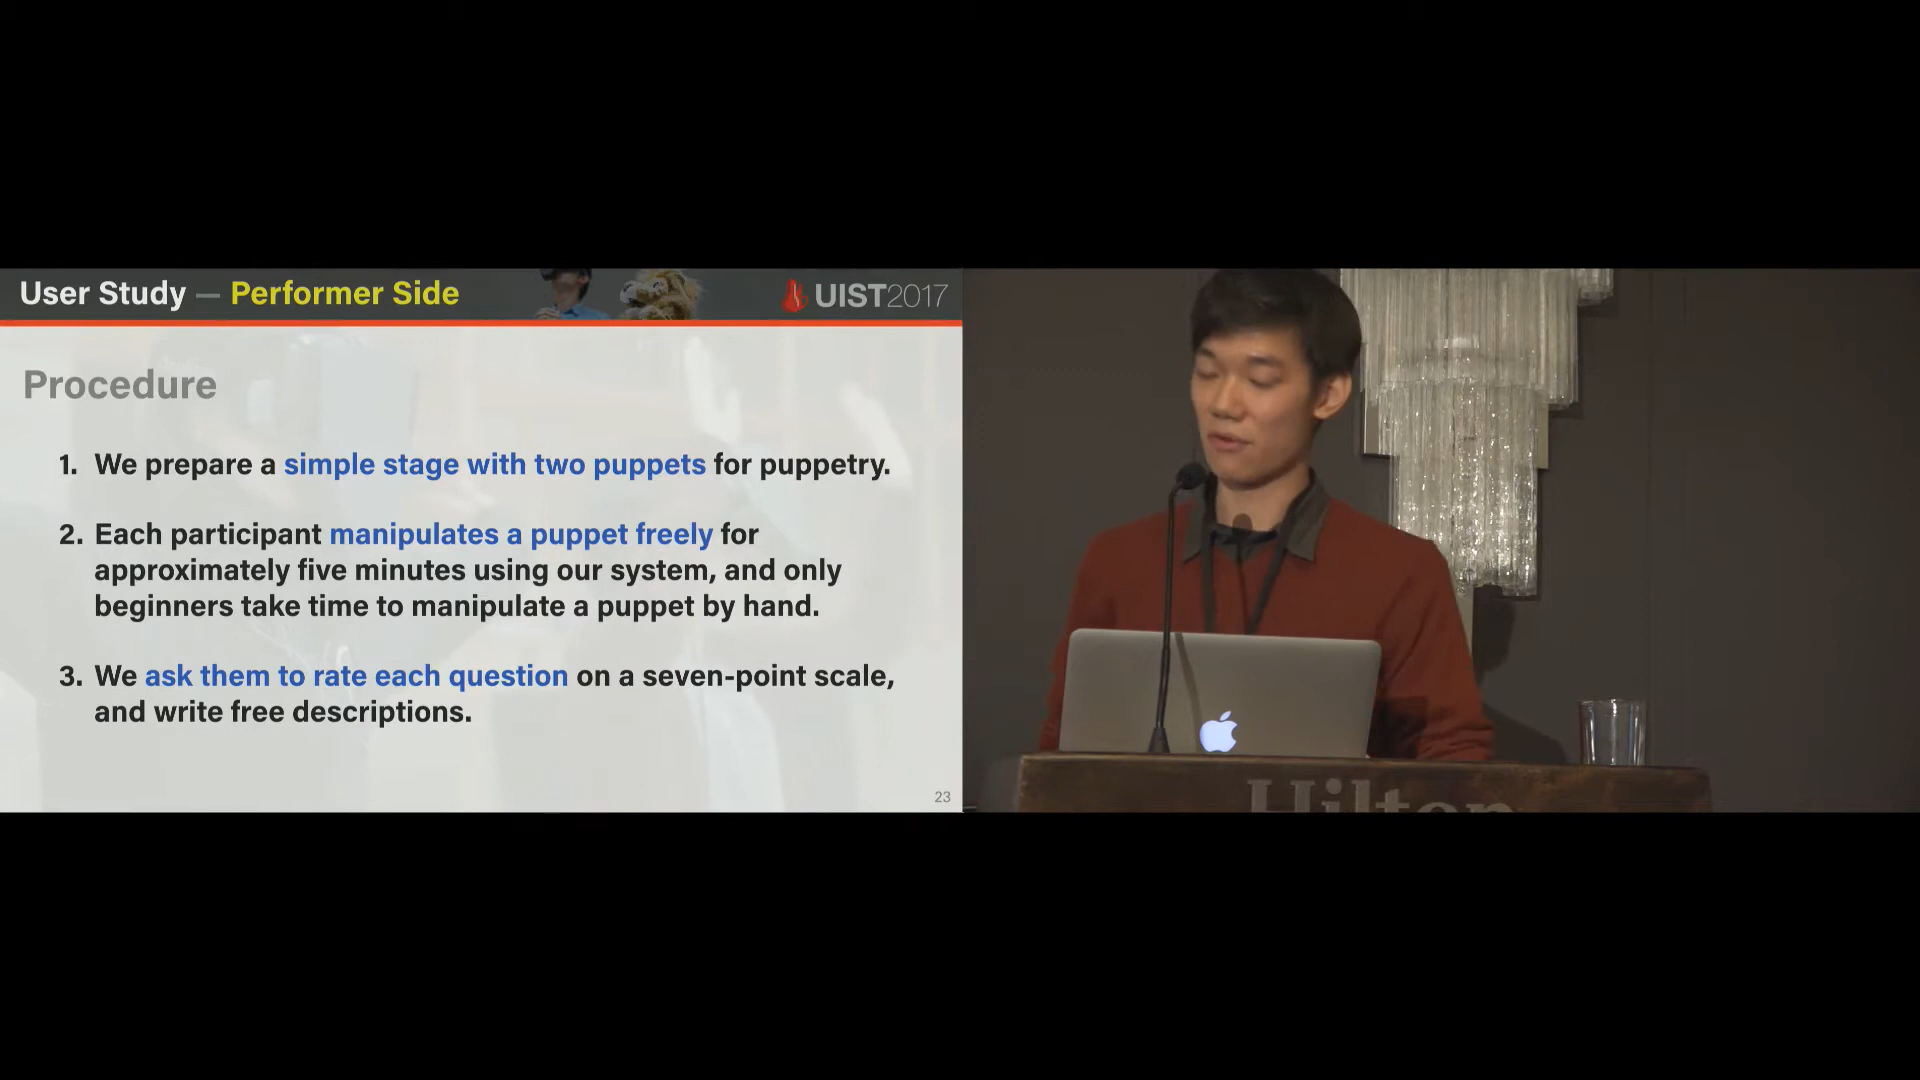 User Study — Performer Side
UIST2017
Procedure
1. We prepare a simple stage with two puppets for puppetry.
2. Each participant manipulates a puppet freely for
approximately five minutes using our system, and only
beginners take time to manipulate a puppet by hand.
3. We ask them to rate each question on a seven-point scale,
and write free descriptions.
23
Hilton